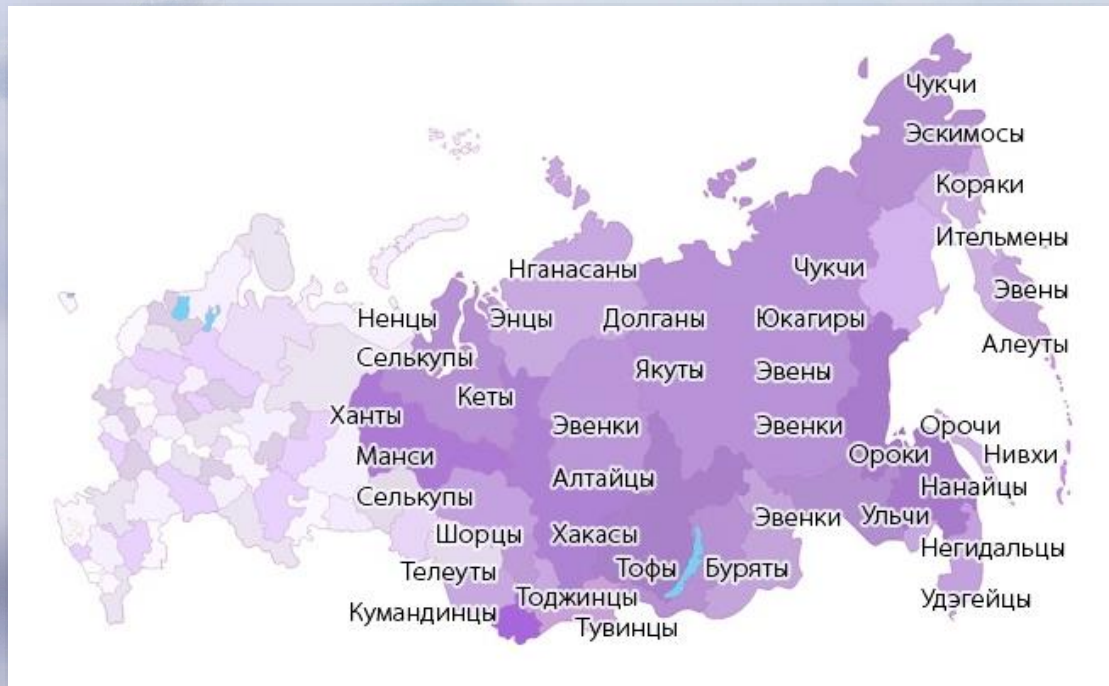 Чукчи
Эскимосы
Коряки
Ительмены
Чукчи
Нганасаны
Эвены
Ненцы
Энцы
Долганы
Юкагиры
Алеуты
Селькупы
Якуты
Эвены
Кеты
Ханты
Эвенки
Эвенки
Орочи
Манси
Ороки
Нивхи
Алтайцы
Нанайцы
Селькупы
Эвенки
Ульчи
Шорцы
Хакасы
Негидальцы
Телеуты
Тофы
Буряты
Тоджинцы
Удэгейцы
Кумандинцы
Тувинцы